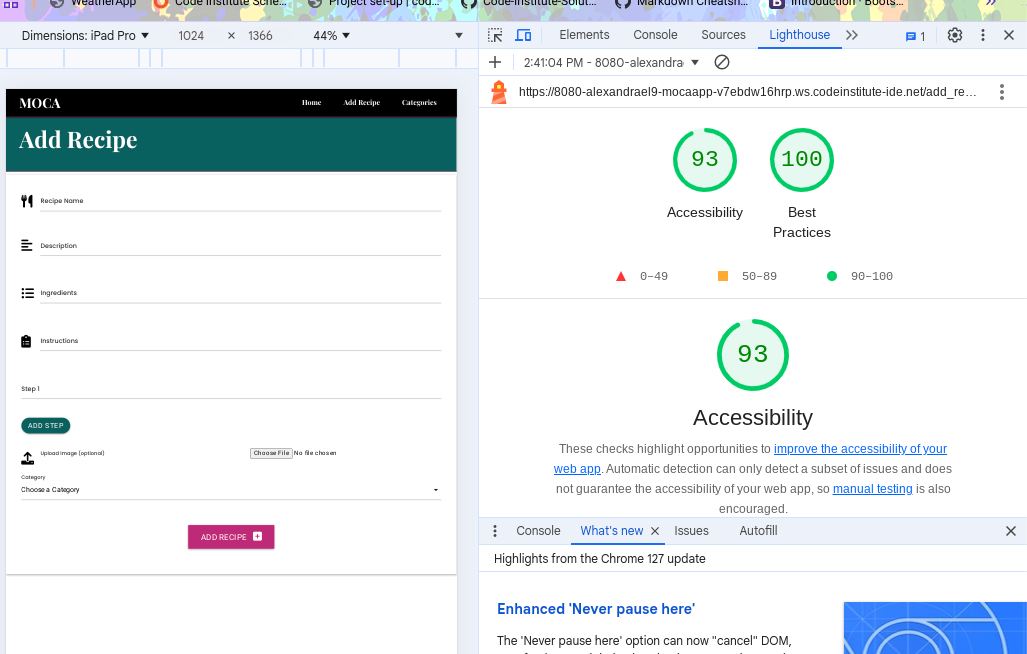 WeatherApp Code Institute Sche... Project set-up | cod... Code-Institute-Solut... Markdown Cheatsh... Introduction · Boots...
Dimensions: iPad Pro 1024 × 1366 44%
Elements Console Sources Lighthouse 1
2:41:04 PM - 8080-alexandra
https://8080-alexandrael9-mocaapp-v7ebdw16hrp.ws.codeinstitute-ide.net/add_re…
MOCA Home Add Recipe Categories
Add Recipe
Recipe Name
Description
Ingredients
Instructions
Step 1
ADD STEP
Upload Image (optional) Choose File No file chosen
Category
Choose a Category
ADD RECIPE
93 100
Accessibility Best
Practices
0–49 50–89 90–100
93
Accessibility
These checks highlight opportunities to improve the accessibility of your
web app. Automatic detection can only detect a subset of issues and does
not guarantee the accessibility of your web app, so manual testing is also
encouraged.
Console What's new Issues Autofill
Highlights from the Chrome 127 update
Enhanced 'Never pause here'
The 'Never pause here' option can now "cancel" DOM,